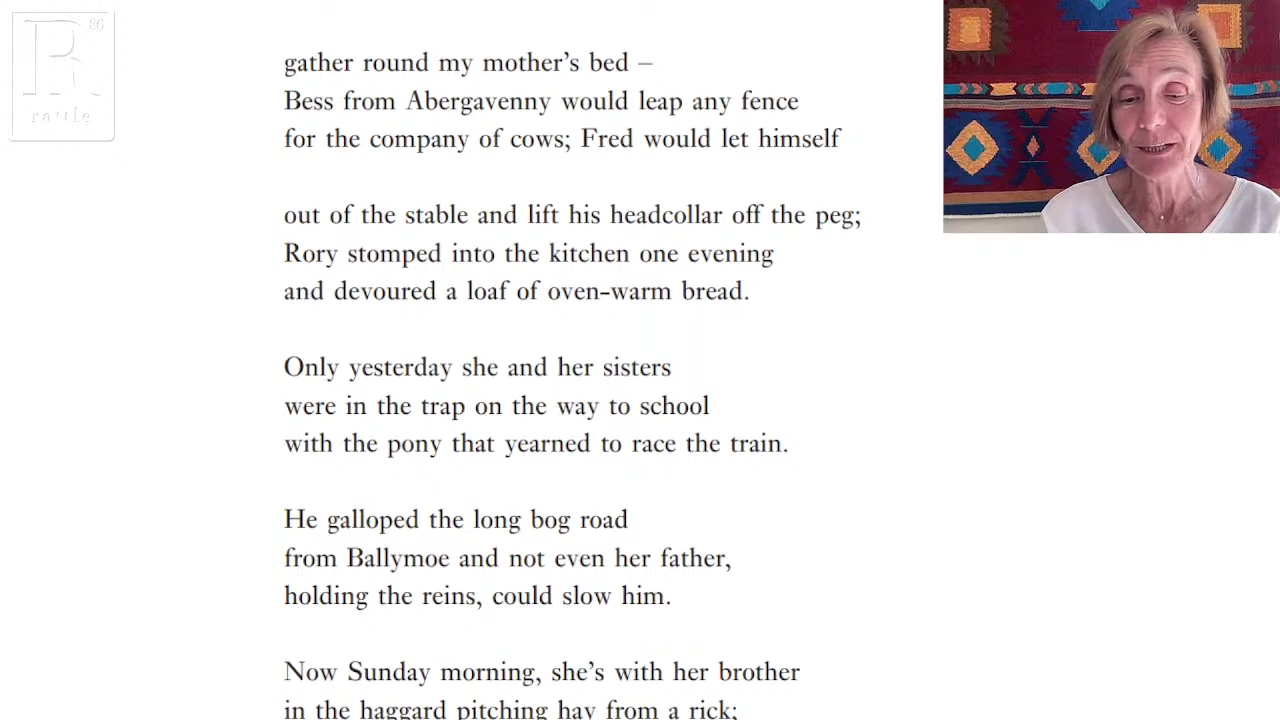 R
80
rattle
gather round my mother’s bed –
Bess from Abergavenny would leap any fence
for the company of cows; Fred would let himself
out of the stable and lift his headcollar off the peg;
Rory stomped into the kitchen one evening
and devoured a loaf of oven-warm bread.
Only yesterday she and her sisters
were in the trap on the way to school
with the pony that yearned to race the train.
He galloped the long bog road
from Ballymoe and not even her father,
holding the reins, could slow him.
Now Sunday morning, she’s with her brother
in the haggard pitching hay from a rick;